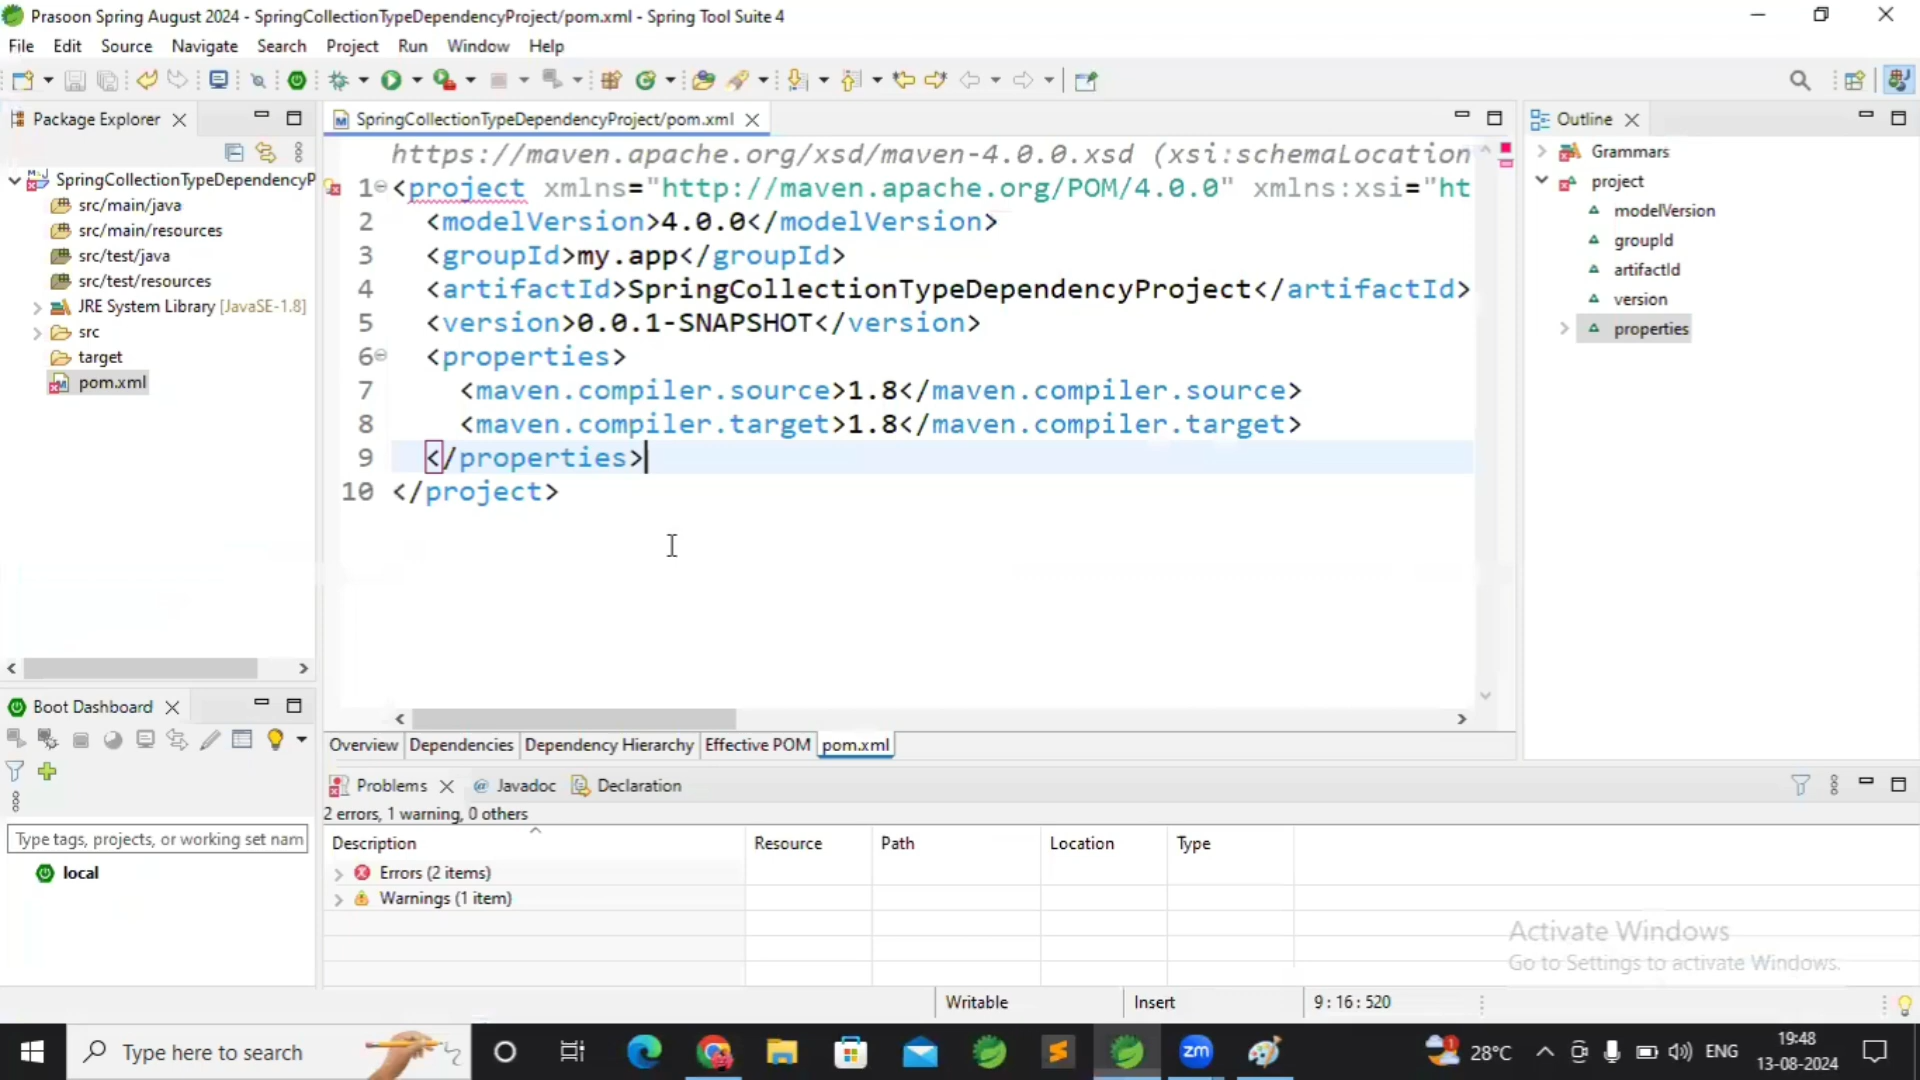 Prasoon Spring August 2024 - SpringCollectionTypeDependencyProject/pom.xml - Spring Tool Suite 4
File Edit Source Navigate Search Project Run Window Help
Package Explorer
SpringCollectionTypeDependencyP
src/main/java
src/main/resources
src/test/java
src/test/resources
JRE System Library [JavaSE-1.8]
src
target
pom.xml
SpringCollectionTypeDependencyProject/pom.xml
https://maven.apache.org/xsd/maven-4.0.0.xsd (xsi:schemaLocation
1 <project xmlns="http://maven.apache.org/POM/4.0.0" xmlns:xsi="ht
2 <modelVersion>4.0.0</modelVersion>
3 <groupId>my.app</groupId>
4 <artifactId>SpringCollectionTypeDependencyProject</artifactId>
5 <version>0.0.1-SNAPSHOT</version>
6 <properties>
7 <maven.compiler.source>1.8</maven.compiler.source>
8 <maven.compiler.target>1.8</maven.compiler.target>
9 </properties>
10 </project>
Overview Dependencies Dependency Hierarchy Effective POM pom.xml
Outline
Grammars
project
modelVersion
groupId
artifactId
version
properties
Boot Dashboard
Type tags, projects, or working set nam
local
Problems @ Javadoc Declaration
2 errors, 1 warning, 0 others
Description Resource Path Location Type
Errors (2 items)
Warnings (1 item)
Activate Windows
Go to Settings to activate Windows.
Writable Insert 9 : 16 : 520
Type here to search
zm
28°C
ENG
19:48
13-08-2024